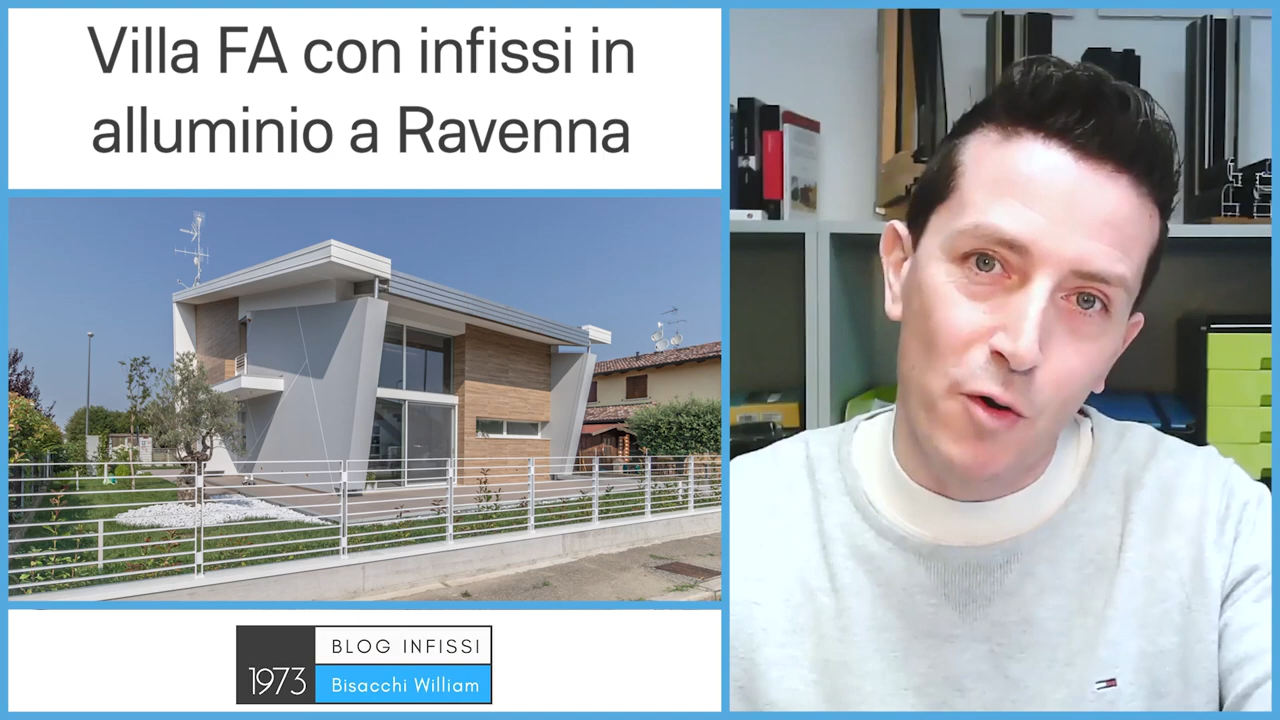 Villa FA con infissi in
alluminio a Ravenna
1973
BLOG INFISSI
Bisacchi William